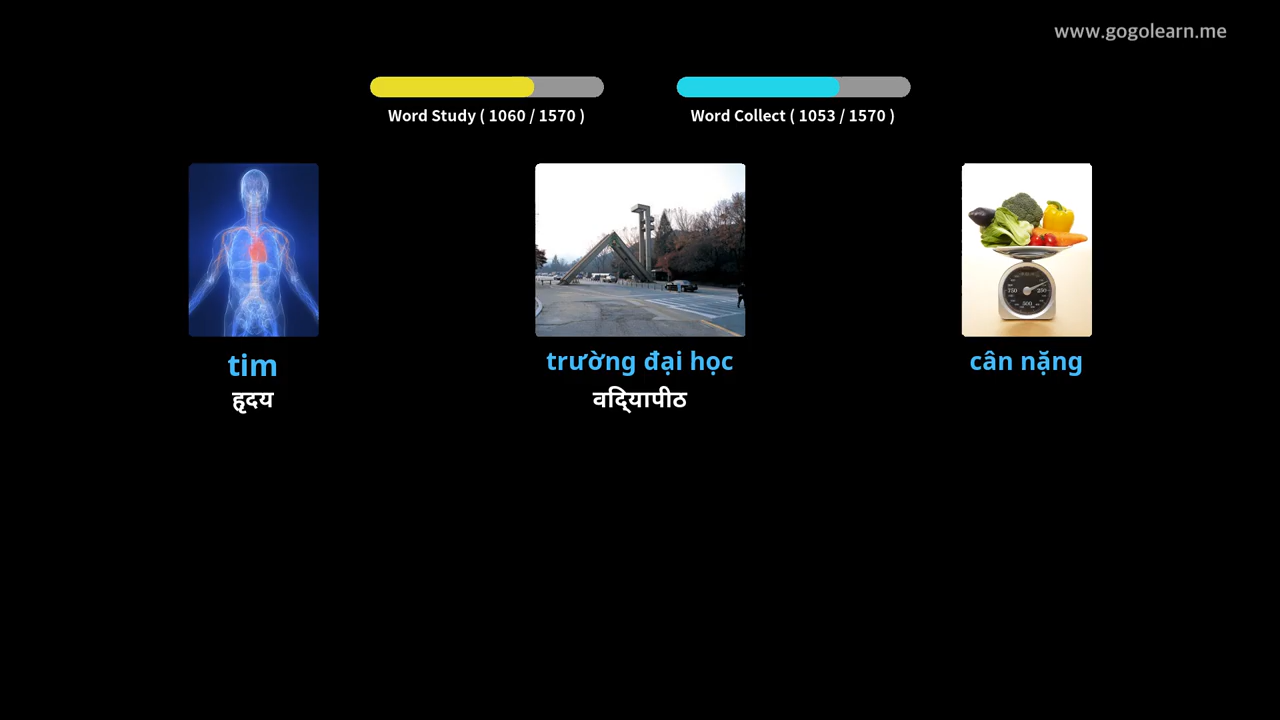 www.gogolearn.me
Word Study ( 1060 / 1570 )
Word Collect ( 1053 / 1570 )
tim
trường đại học
cân nặng
हृदय
विद्यापीठ